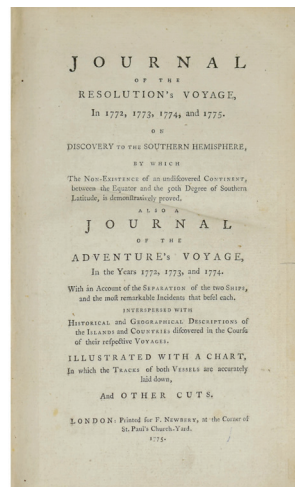 JOURNAL
OF THE
RESOLUTION's VOYAGE,
In 1772, 1773, 1774, and 1775.
ON
DISCOVERY TO THE SOUTHERN HEMISPHERE,
BY WHICH
The NON-EXISTENCE of an undiscovered CONTINENT,
between the Equator and the 50th Degree of Southern
Latitude, is demonstratively proved.
ALSO A
JOURNAL
OF THE
ADVENTURE's VOYAGE,
In the Years 1772, 1773, and 1774.
With an Account of the SEPARATION of the two SHIPS,
and the most remarkable Incidents that befel each.
INTERSPERSED WITH
HISTORICAL and GEOGRAPHICAL DESCRIPTIONS of
the ISLANDS and COUNTRIES discovered in the Course
of their respective VOYAGES.
ILLUSTRATED WITH A CHART,
In which the TRACKS of both VESSELS are accurately
laid down,
And OTHER CUTS.
LONDON: Printed for F. NEWBERY, at the Corner of
St. Paul's Church-Yard.
1775.